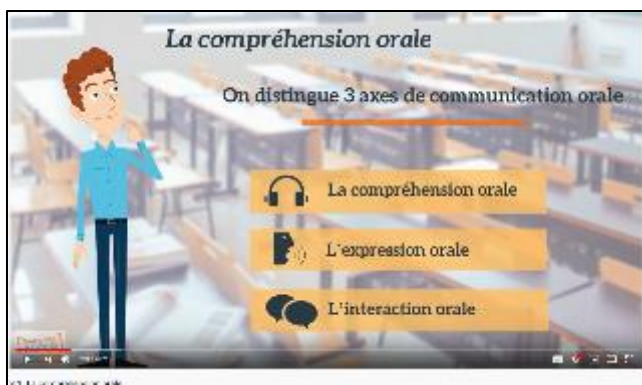 La compréhension orale
On distingue 3 axes de communication orale
La compréhension orale
L'expression orale
L'interaction orale